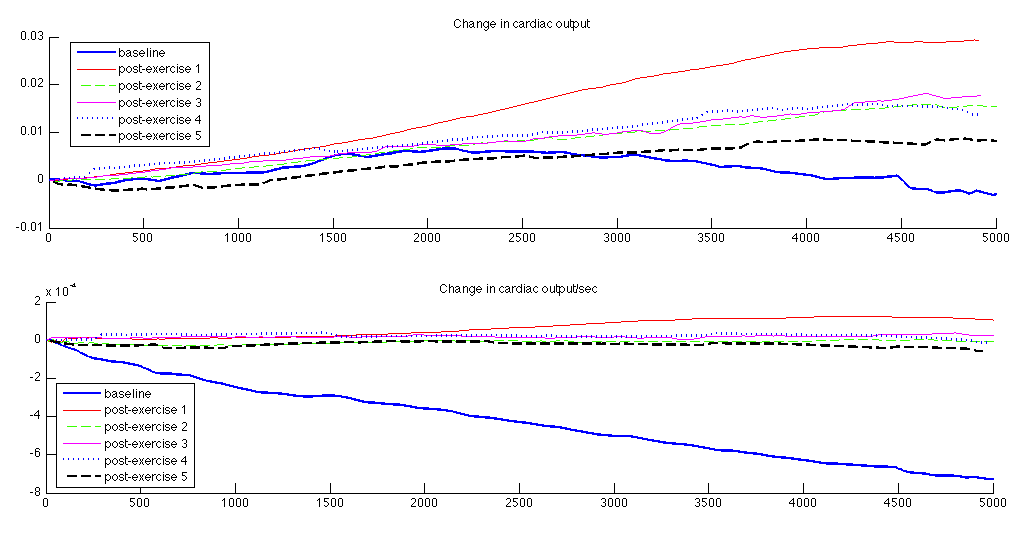 Change in cardiac output
0.03
0.02
0.01
0
-0.01
baseline
post-exercise 1
post-exercise 2
post-exercise 3
post-exercise 4
post-exercise 5
0 500 1000 1500 2000 2500 3000 3500 4000 4500 5000
Change in cardiac output/sec
x 10-4
2
0
-2
-4
-6
-8
baseline
post-exercise 1
post-exercise 2
post-exercise 3
post-exercise 4
post-exercise 5
0 500 1000 1500 2000 2500 3000 3500 4000 4500 5000